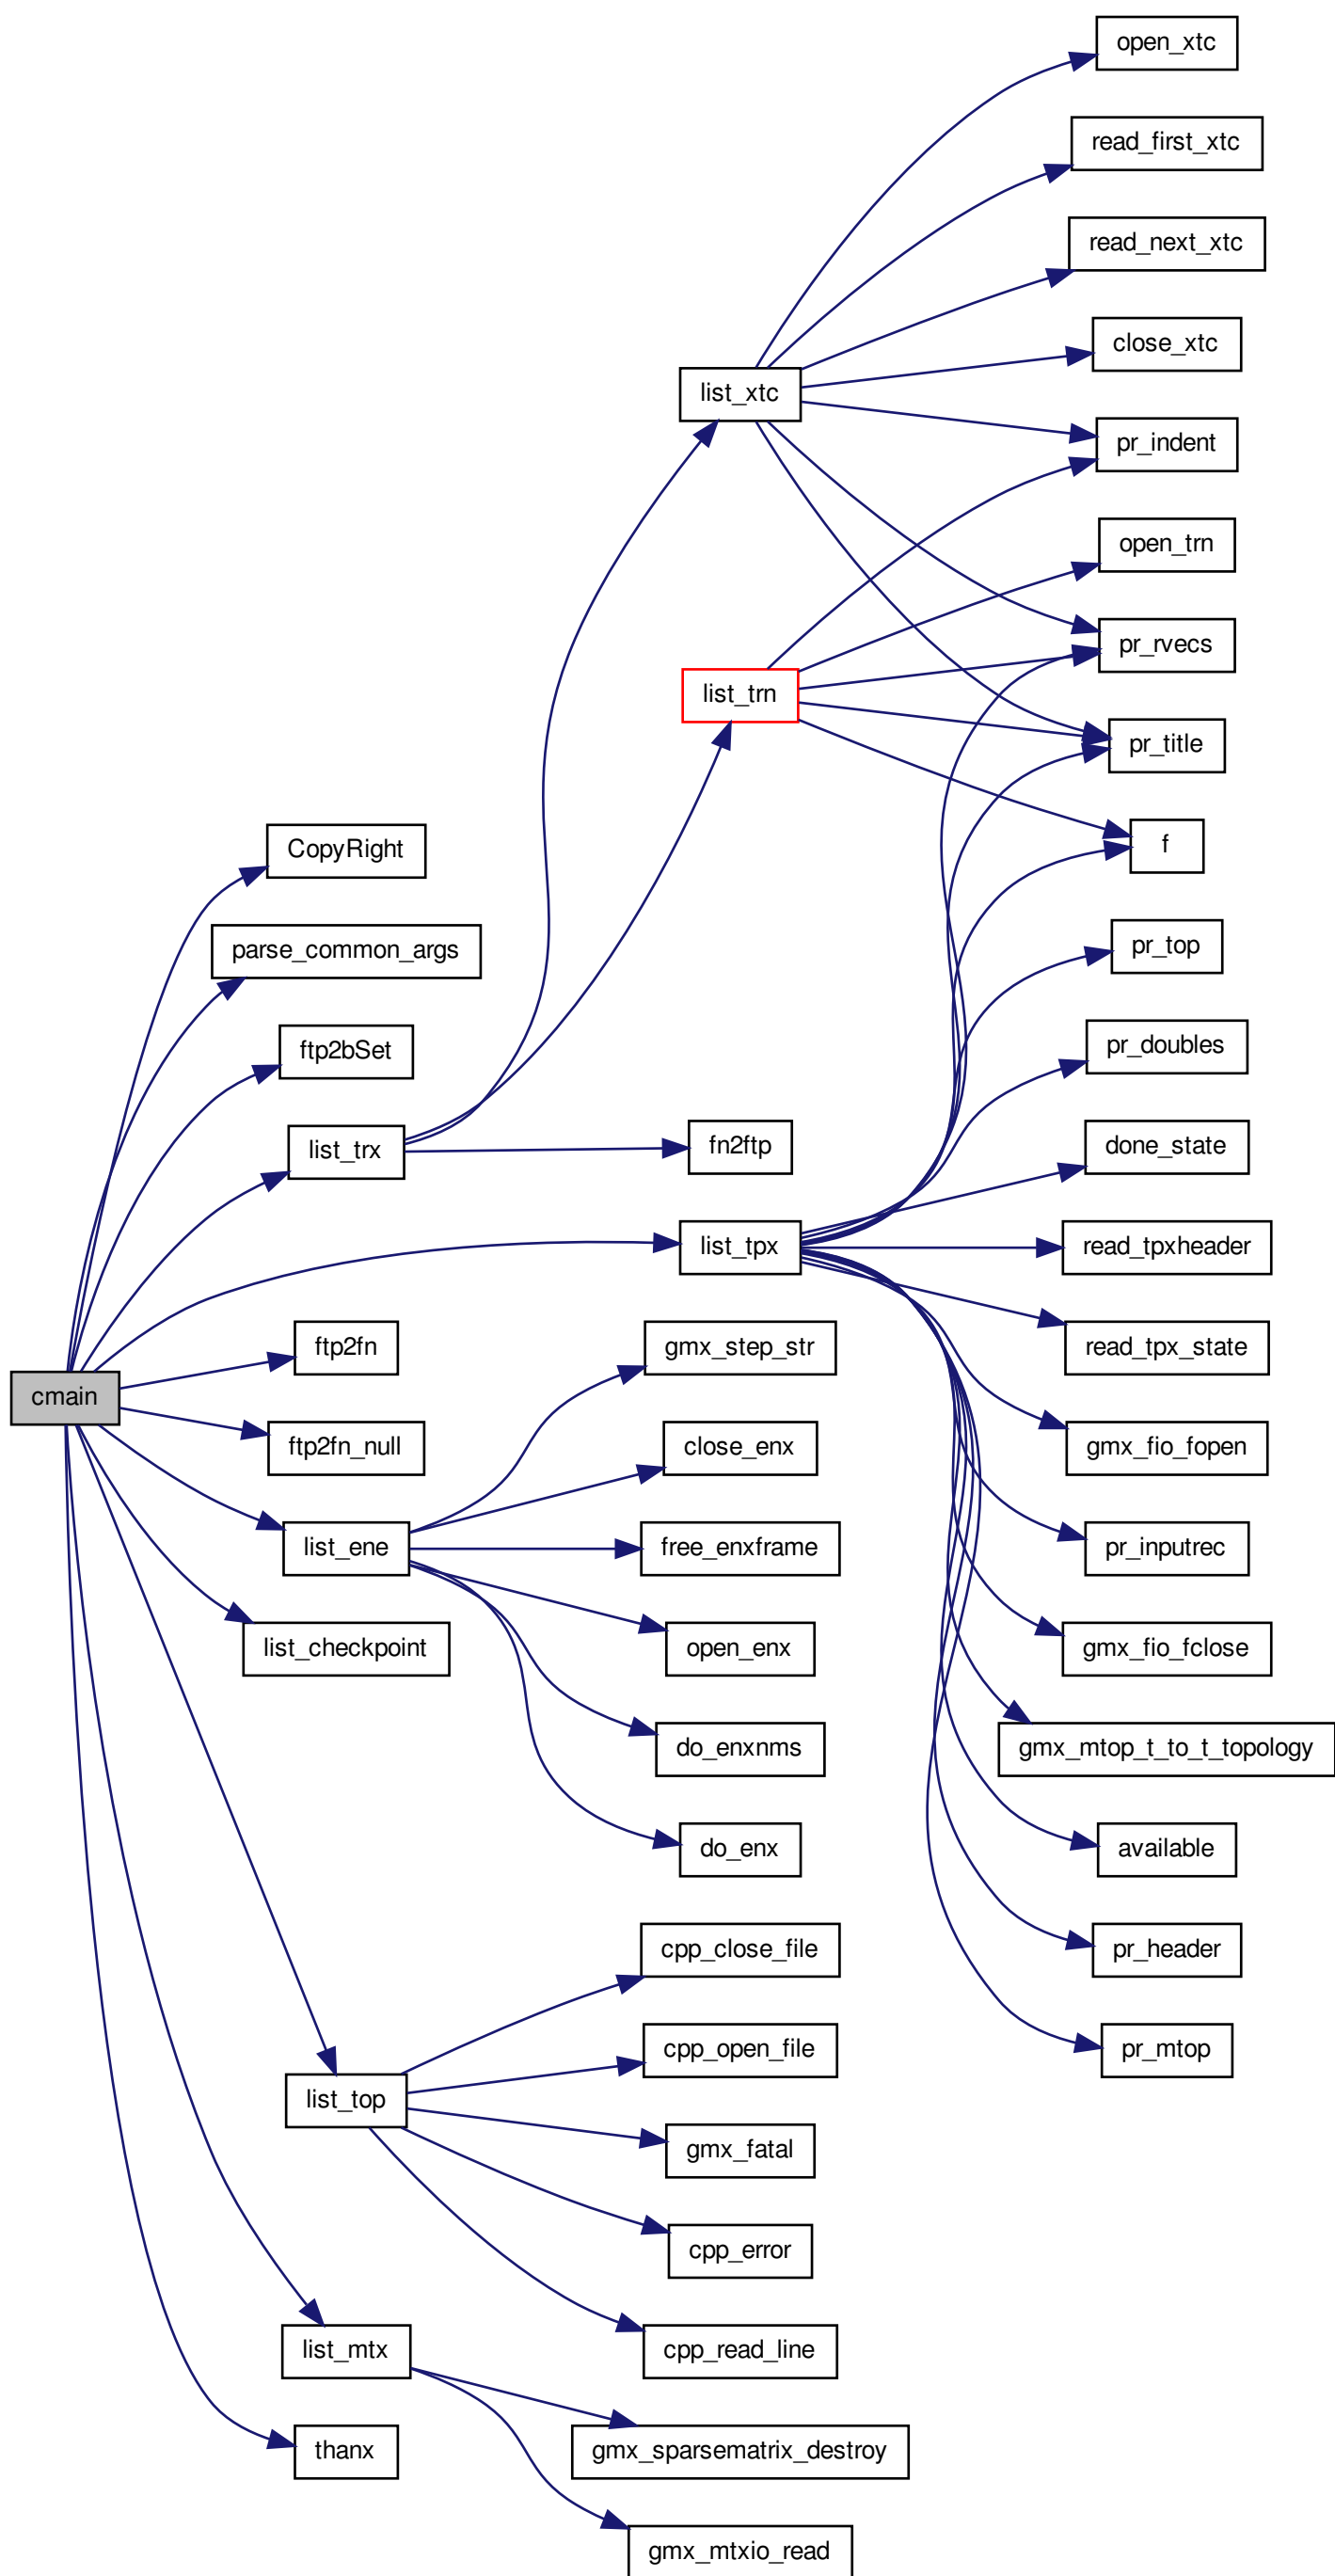 open_xtc
read_first_xtc
read_next_xtc
close_xtc
list_xtc
pr_indent
open_trn
pr_rvecs
list_trn
pr_title
CopyRight
f
parse_common_args
pr_top
ftp2bSet
pr_doubles
list_trx
fn2ftp
done_state
list_tpx
read_tpxheader
ftp2fn
gmx_step_str
read_tpx_state
cmain
ftp2fn_null
close_enx
gmx_fio_fopen
list_ene
free_enxframe
pr_inputrec
list_checkpoint
open_enx
gmx_fio_fclose
do_enxnms
gmx_mtop_t_to_t_topology
do_enx
available
cpp_close_file
pr_header
cpp_open_file
pr_mtop
list_top
gmx_fatal
cpp_error
list_mtx
cpp_read_line
thanx
gmx_sparsematrix_destroy
gmx_mtxio_read